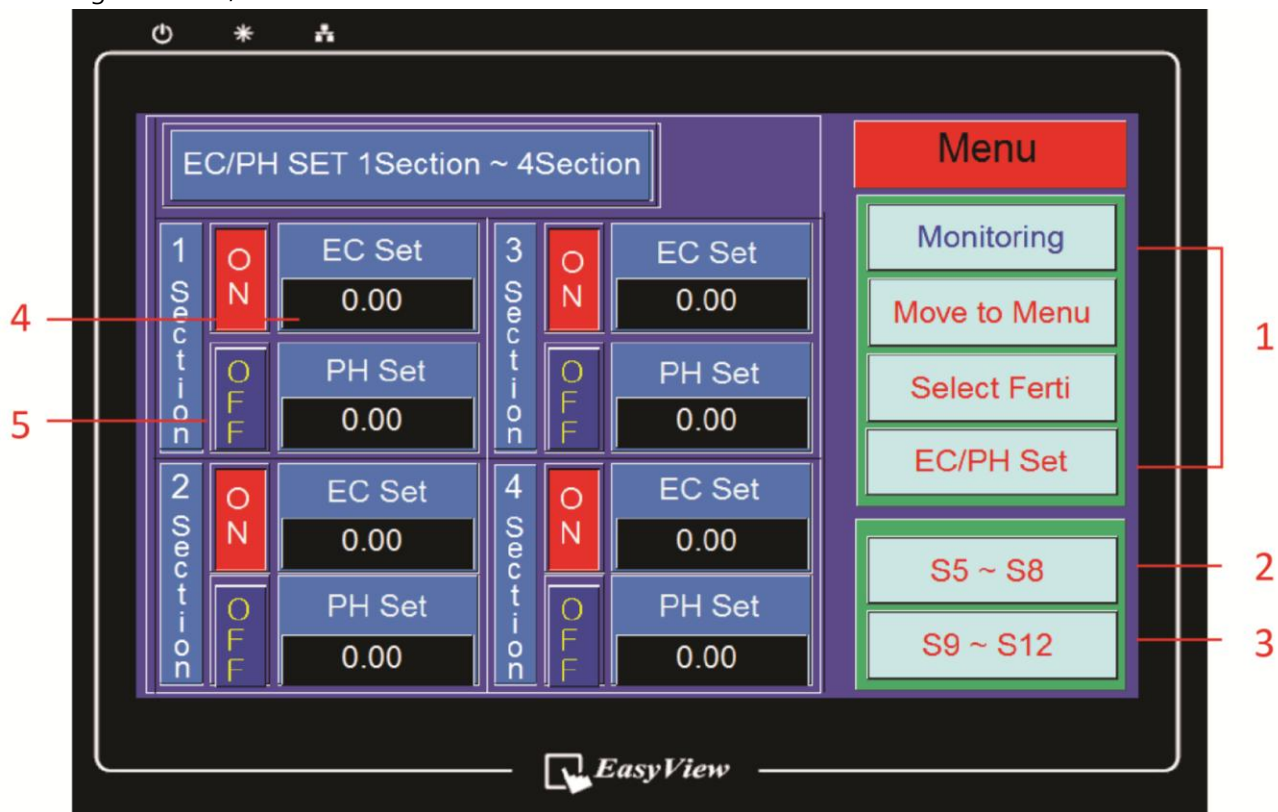 EC/PH SET 1Section ~ 4Section
Menu
1 Section
ON
EC Set
0.00
OFF
PH Set
0.00
3 Section
ON
EC Set
0.00
OFF
PH Set
0.00
2 Section
ON
EC Set
0.00
OFF
PH Set
0.00
4 Section
ON
EC Set
0.00
OFF
PH Set
0.00
Monitoring
Move to Menu
Select Ferti
EC/PH Set
S5 ~ S8
S9 ~ S12
1
2
3
4
5
EasyView